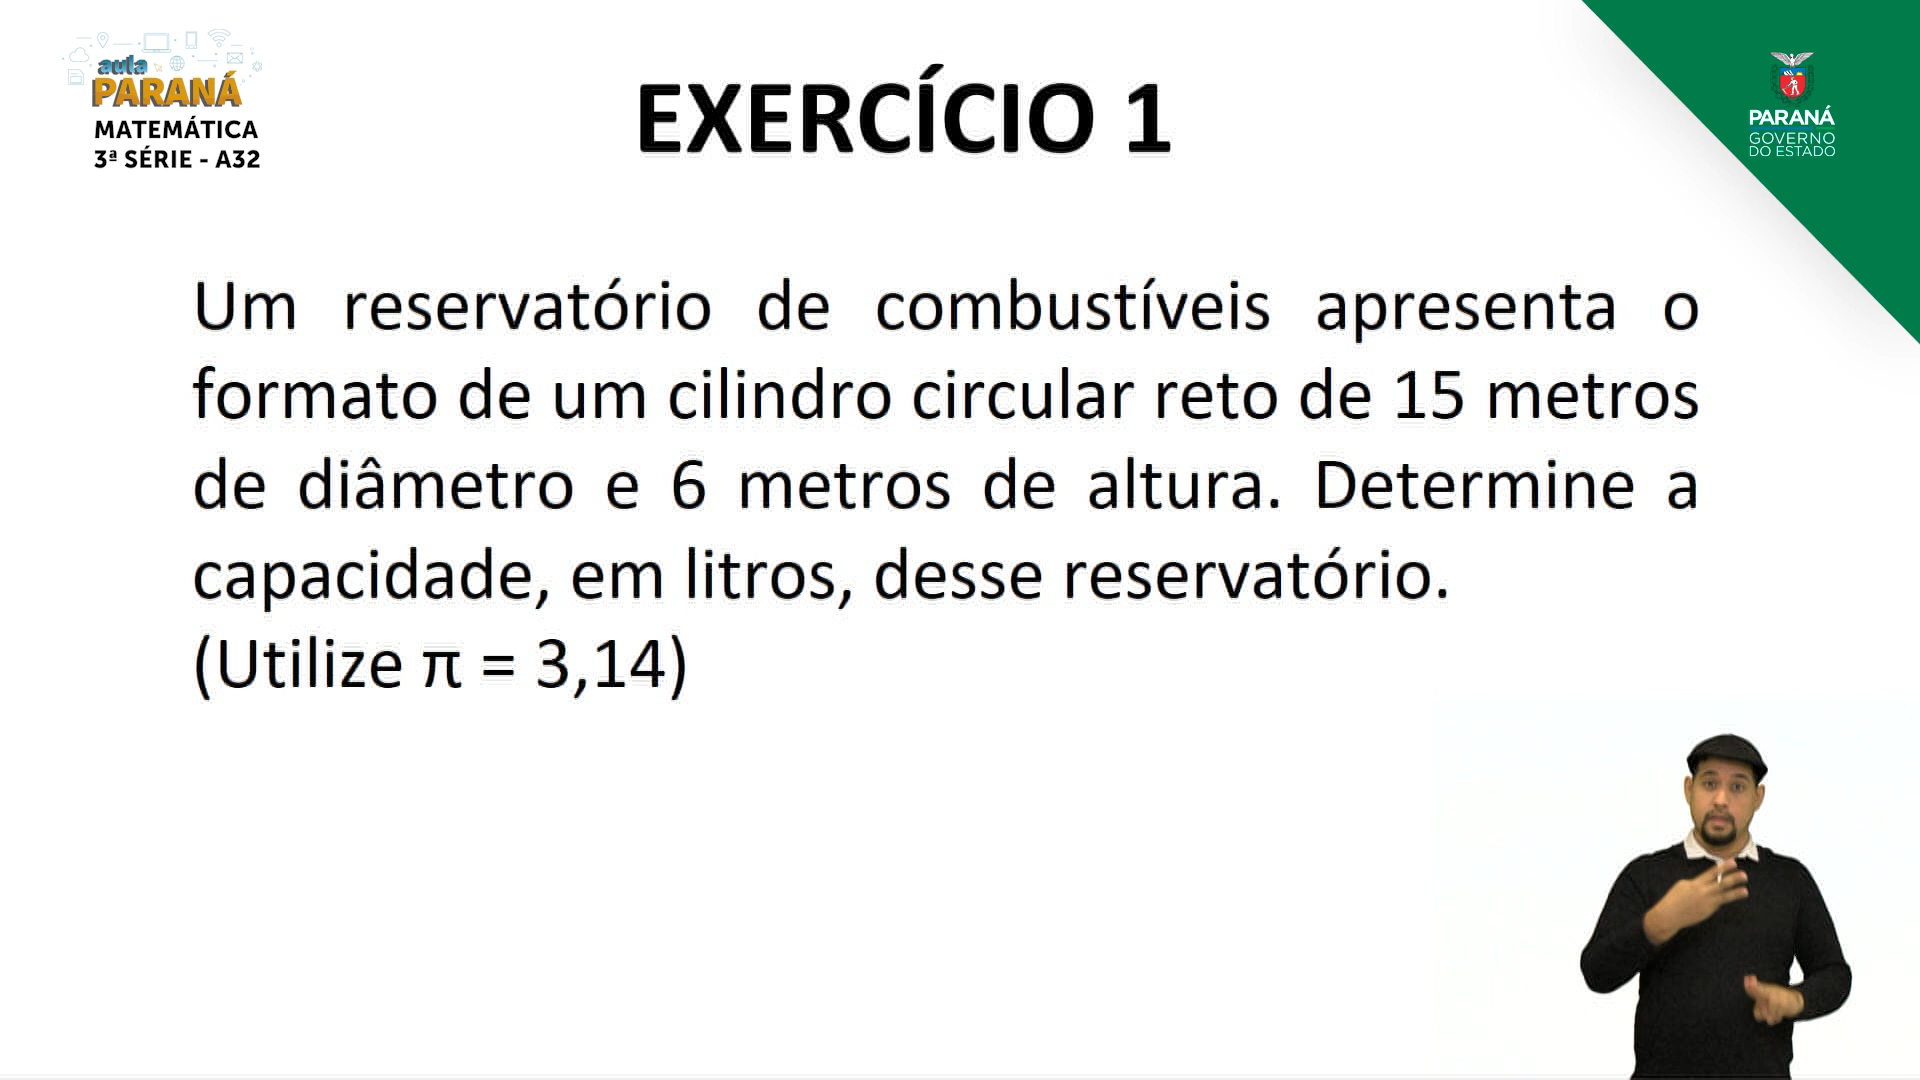 aula
PARANÁ
MATEMÁTICA
3ª SÉRIE - A32
EXERCÍCIO 1
PARANÁ
GOVERNO
DO ESTADO
Um reservatório de combustíveis apresenta o
formato de um cilindro circular reto de 15 metros
de diâmetro e 6 metros de altura. Determine a
capacidade, em litros, desse reservatório.
(Utilize π = 3,14)